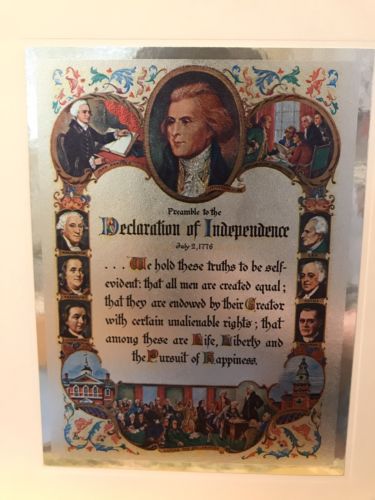 Preamble to the
Declaration of Independence
July 2, 1776
. . . . We hold these truths to be self-
evident: that all men are created equal;
that they are endowed by their Creator
with certain unalienable rights; that
among these are Life, Liberty and
the Pursuit of Happiness.